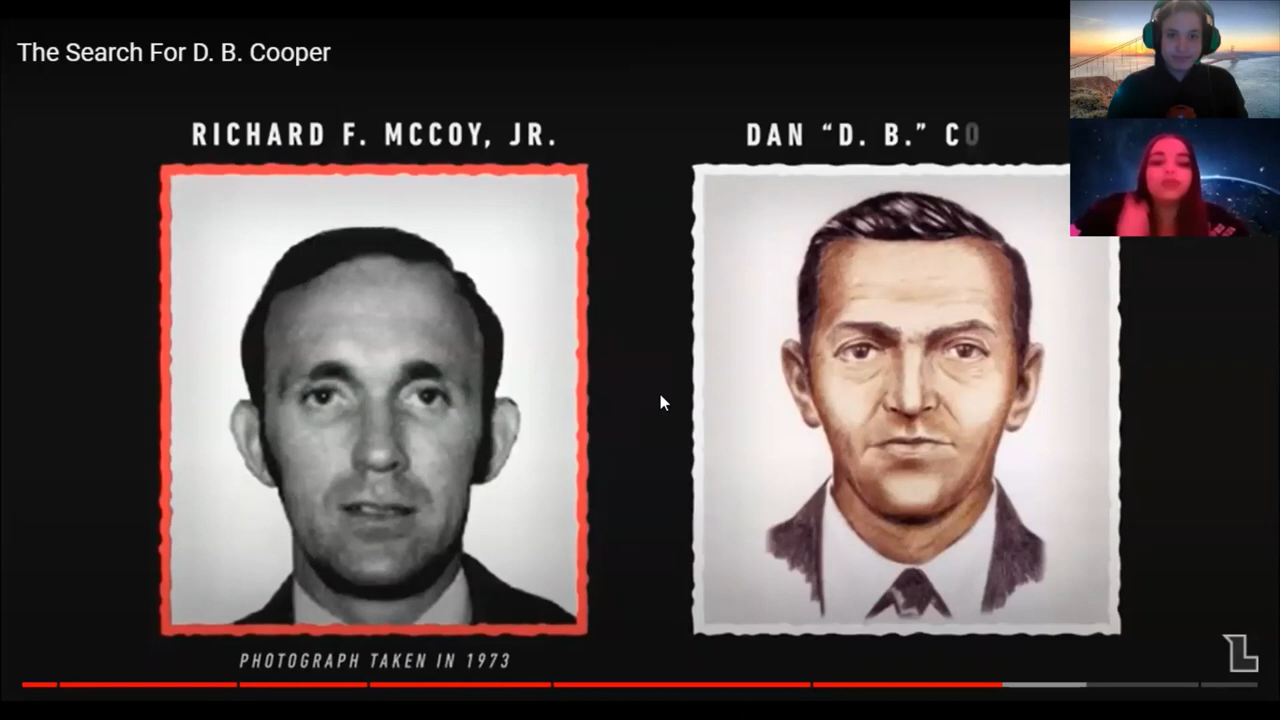 The Search For D. B. Cooper
RICHARD F. MCCOY, JR.
DAN “D. B.” CO
PHOTOGRAPH TAKEN IN 1973